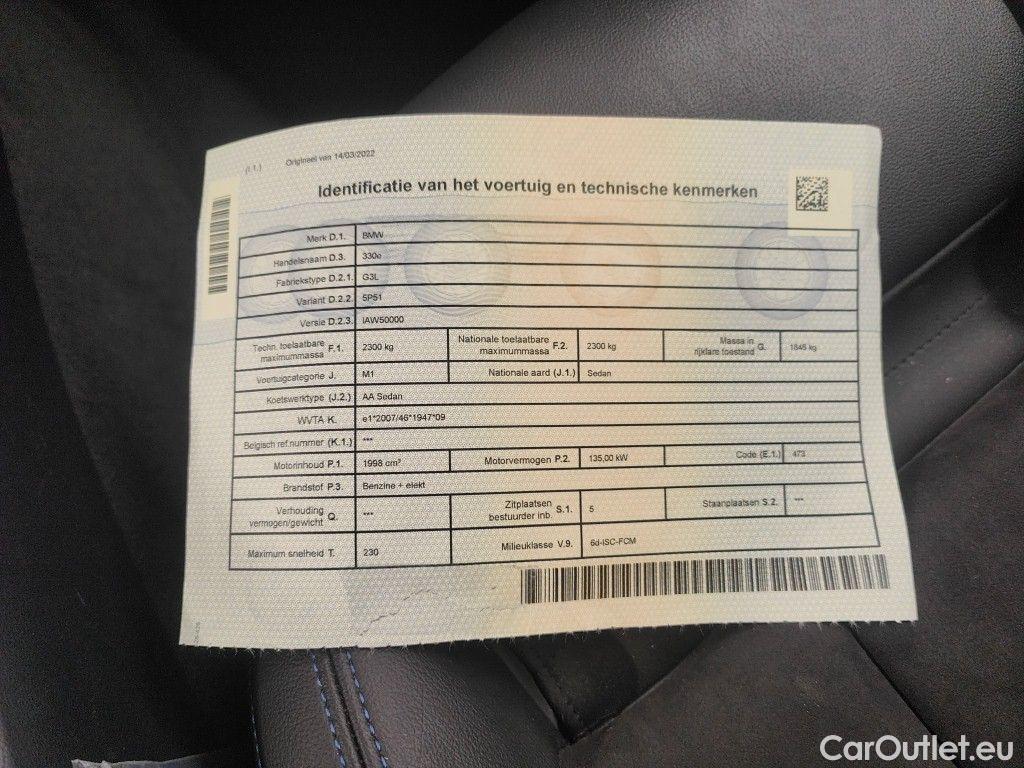 (I.1.) Origineel van 14/03/2022
Identificatie van het voertuig en technische kenmerken
Merk D.1. BMW
Handelsnaam D.3. 330e
Fabriekstype D.2.1. G3L
Variant D.2.2. 5P51
Versie D.2.3. IAW50000
Techn. toelaatbare maximummassa F.1. 2300 kg Nationale toelaatbare maximummassa F.2. 2300 kg Massa in rijklare toestand G. 1845 kg
Voertuigcategorie J. M1 Nationale aard (J.1.) Sedan
Koetswerktype (J.2.) AA Sedan
WVTA K. e1*2007/46*1947*09
Belgisch ref.nummer (K.1.) ***
Motorinhoud P.1. 1998 cm³ Motorvermogen P.2. 135,00 kW Code (E.1.) 473
Brandstof P.3. Benzine + elekt
Verhouding vermogen/gewicht Q. *** Zitplaatsen bestuurder inb. S.1. 5 Staanplaatsen S.2. ***
Maximum snelheid T. 230 Milieuklasse V.9. 6d-ISC-FCM
CarOutlet.eu